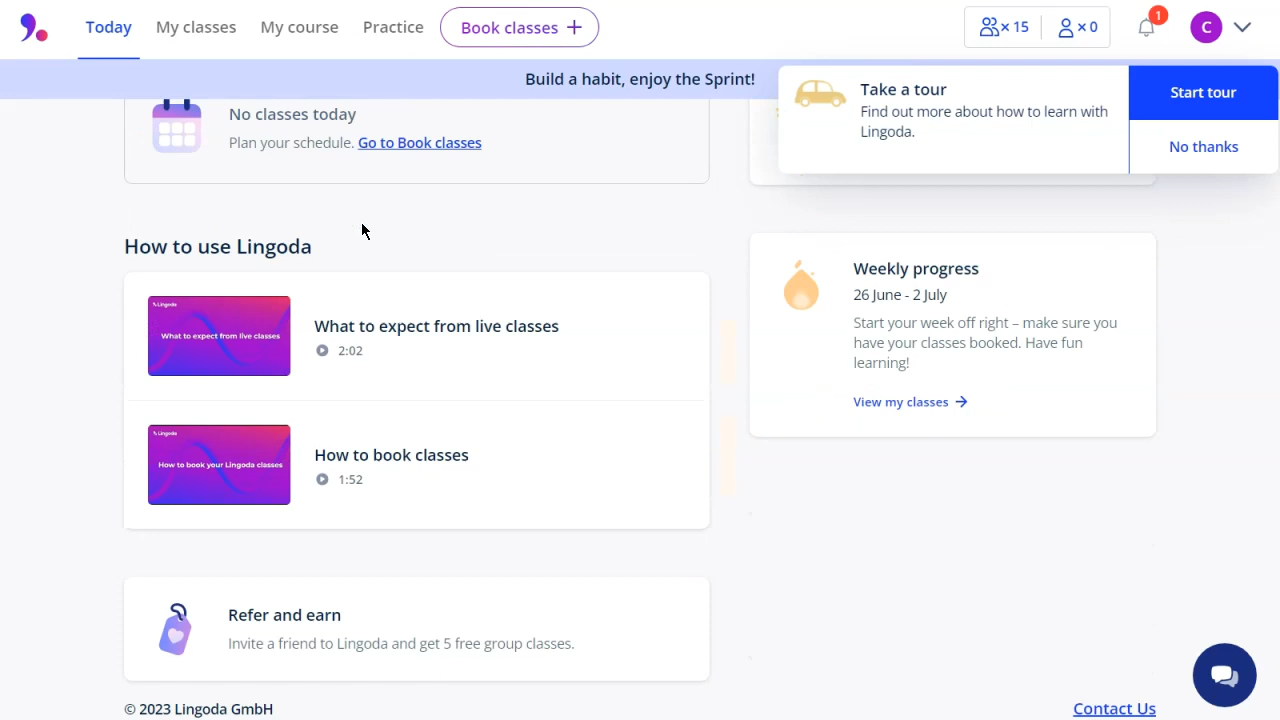 Today
My classes
My course
Practice
Book classes +
× 15
× 0
1
C
Build a habit, enjoy the Sprint!
Take a tour
Find out more about how to learn with
Lingoda.
Start tour
No thanks
No classes today
Plan your schedule. Go to Book classes
How to use Lingoda
Lingoda
What to expect from live classes
What to expect from live classes
2:02
Lingoda
How to book your Lingoda classes
How to book classes
1:52
Weekly progress
26 June - 2 July
Start your week off right – make sure you
have your classes booked. Have fun
learning!
View my classes →
Refer and earn
Invite a friend to Lingoda and get 5 free group classes.
© 2023 Lingoda GmbH
Contact Us